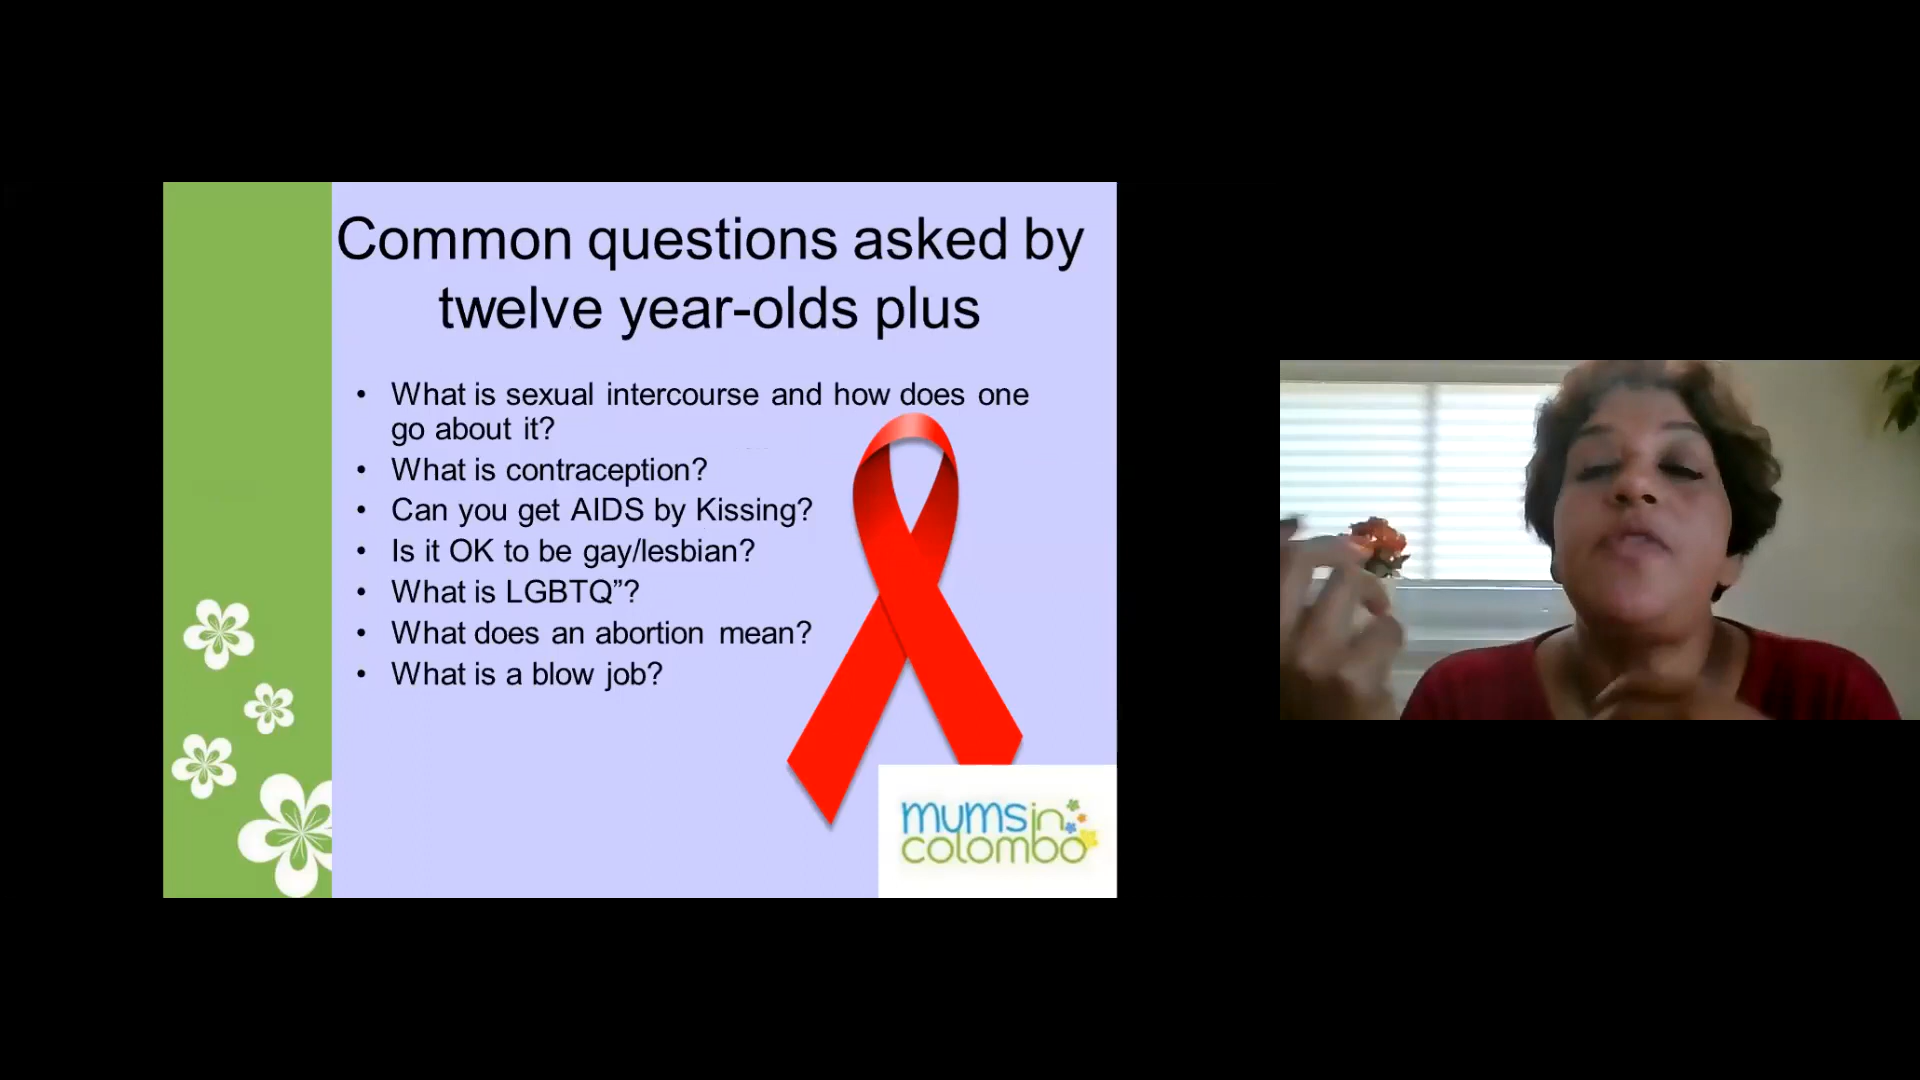 Common questions asked by
twelve year-olds plus
• What is sexual intercourse and how does one
go about it?
• What is contraception?
• Can you get AIDS by Kissing?
• Is it OK to be gay/lesbian?
• What is LGBTQ”?
• What does an abortion mean?
• What is a blow job?
mums in
colombo